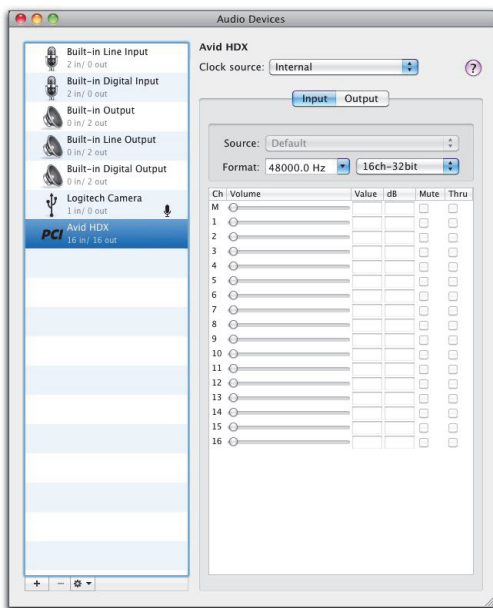 Audio Devices
Built-in Line Input
2 in/ 0 out
Built-in Digital Input
2 in/ 0 out
Built-in Output
0 in/ 2 out
Built-in Line Output
0 in/ 2 out
Built-in Digital Output
0 in/ 2 out
Logitech Camera
1 in/ 0 out
PCI
Avid HDX
16 in/ 16 out
+ −
Avid HDX
Clock source: Internal
?
Input Output
Source: Default
Format: 48000.0 Hz 16ch-32bit
Ch Volume Value dB Mute Thru
M
1
2
3
4
5
6
7
8
9
10
11
12
13
14
15
16